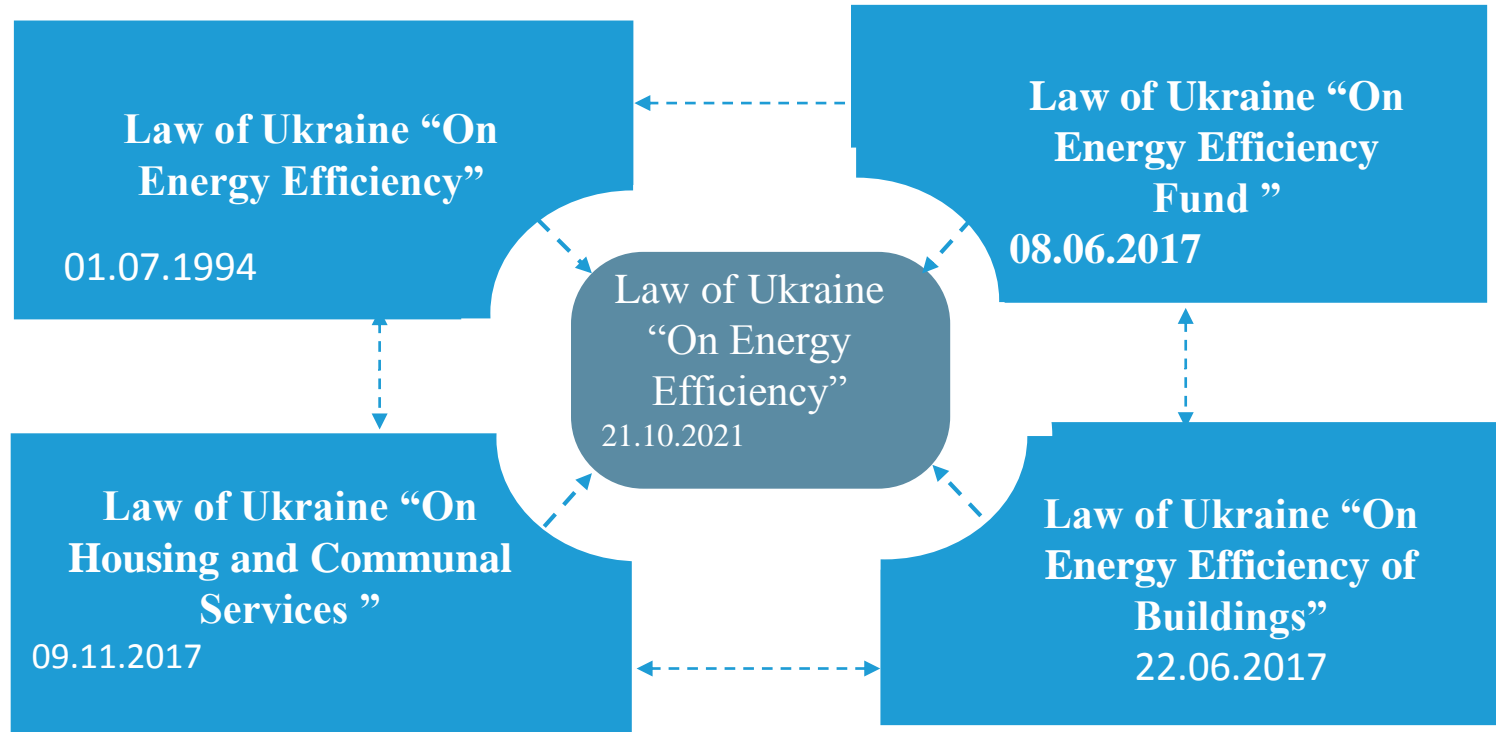 Law of Ukraine “On
Energy Efficiency”
01.07.1994
Law of Ukraine “On
Energy Efficiency
Fund ”
08.06.2017
Law of Ukraine
“On Energy
Efficiency”
21.10.2021
Law of Ukraine “On
Housing and Communal
Services ”
09.11.2017
Law of Ukraine “On
Energy Efficiency of
Buildings”
22.06.2017